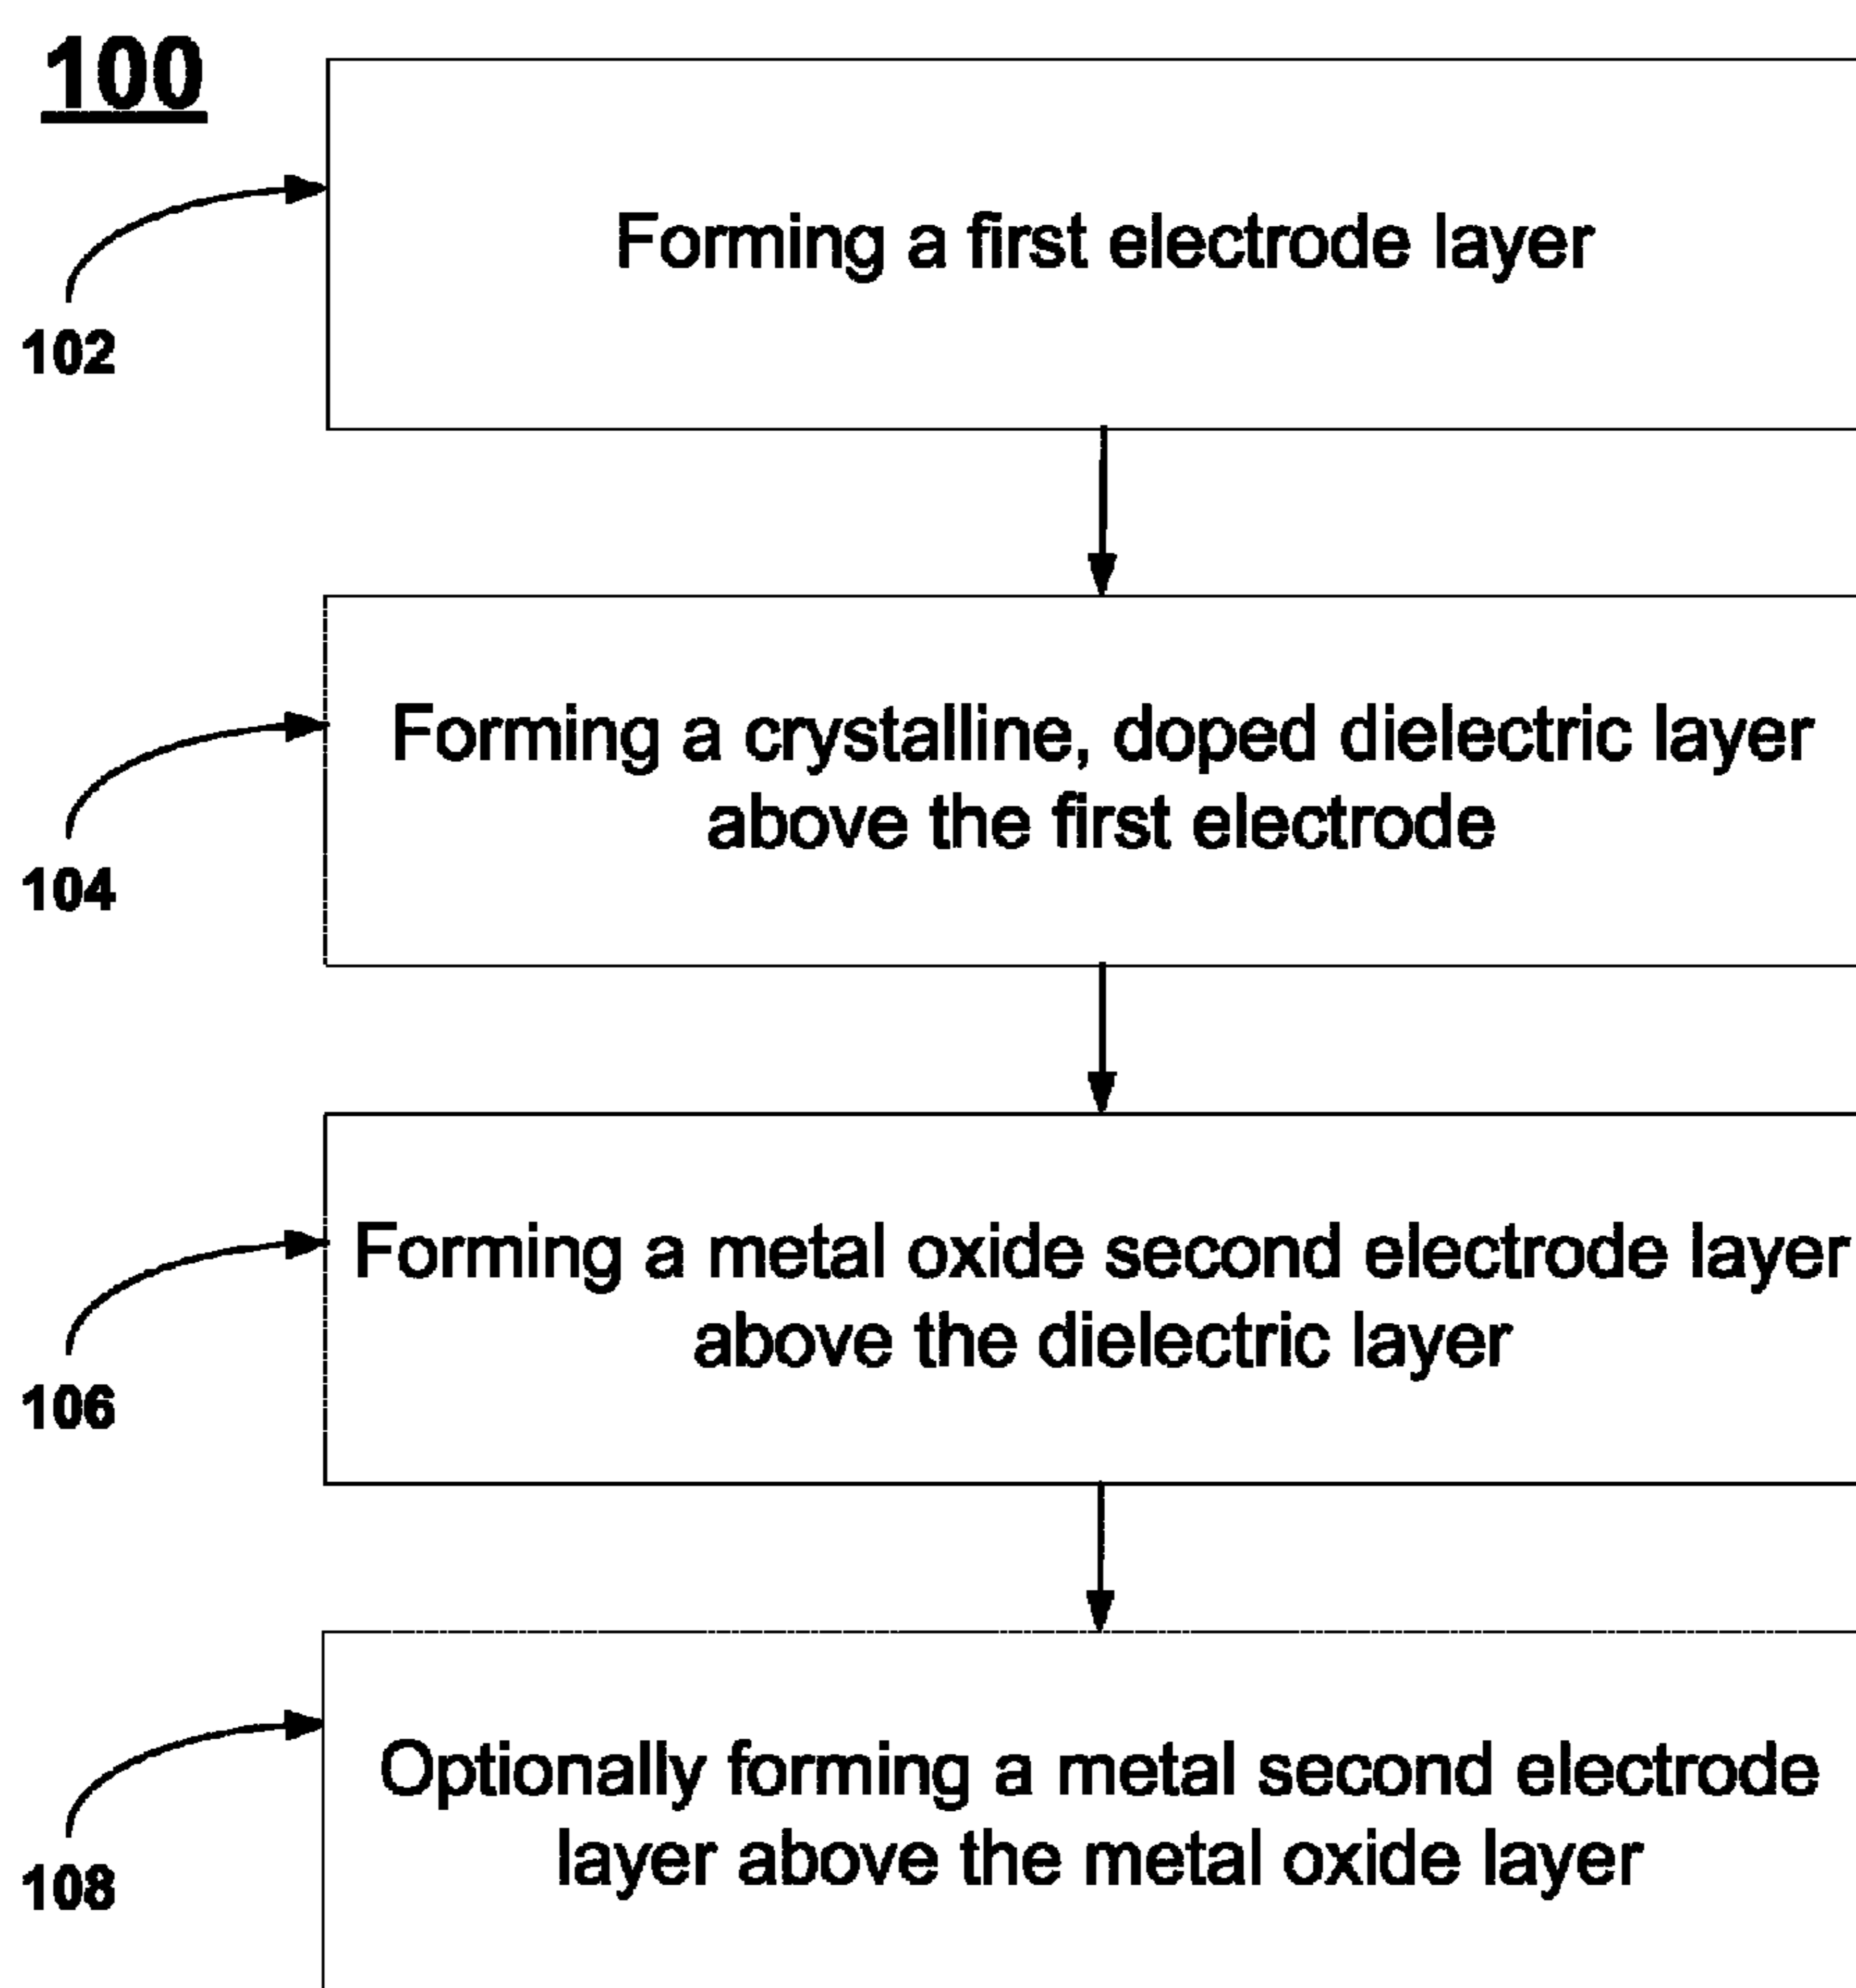 100
Forming a first electrode layer
102
Forming a crystalline, doped dielectric layer
above the first electrode
104
Forming a metal oxide second electrode layer
above the dielectric layer
106
Optionally forming a metal second electrode
layer above the metal oxide layer
108